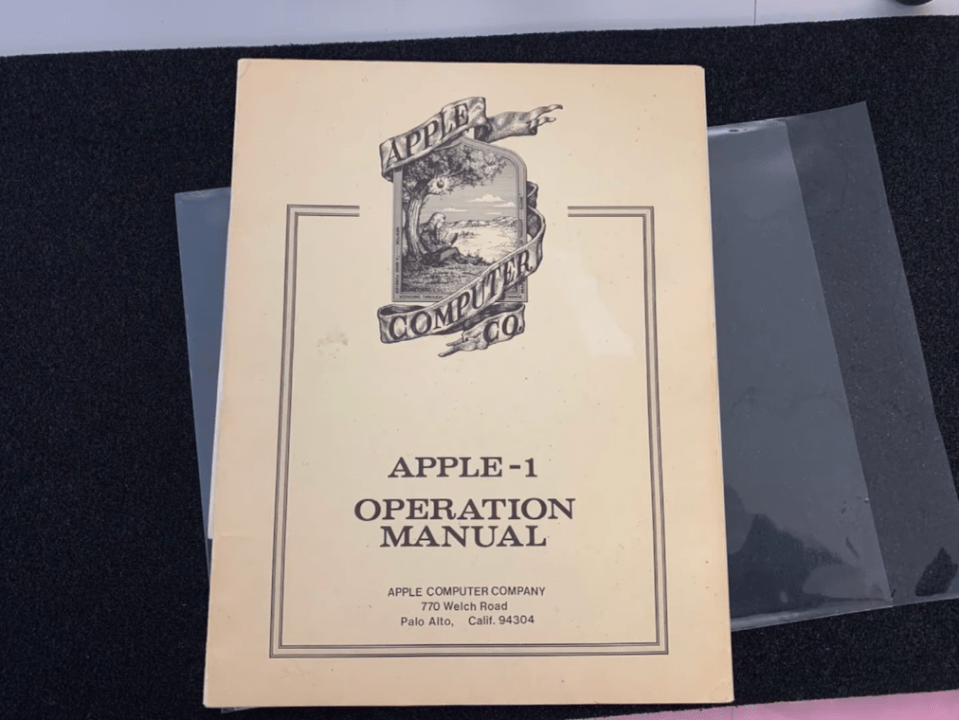 APPLE
COMPUTER
CO.
APPLE-1
OPERATION
MANUAL
APPLE COMPUTER COMPANY
770 Welch Road
Palo Alto, Calif. 94304